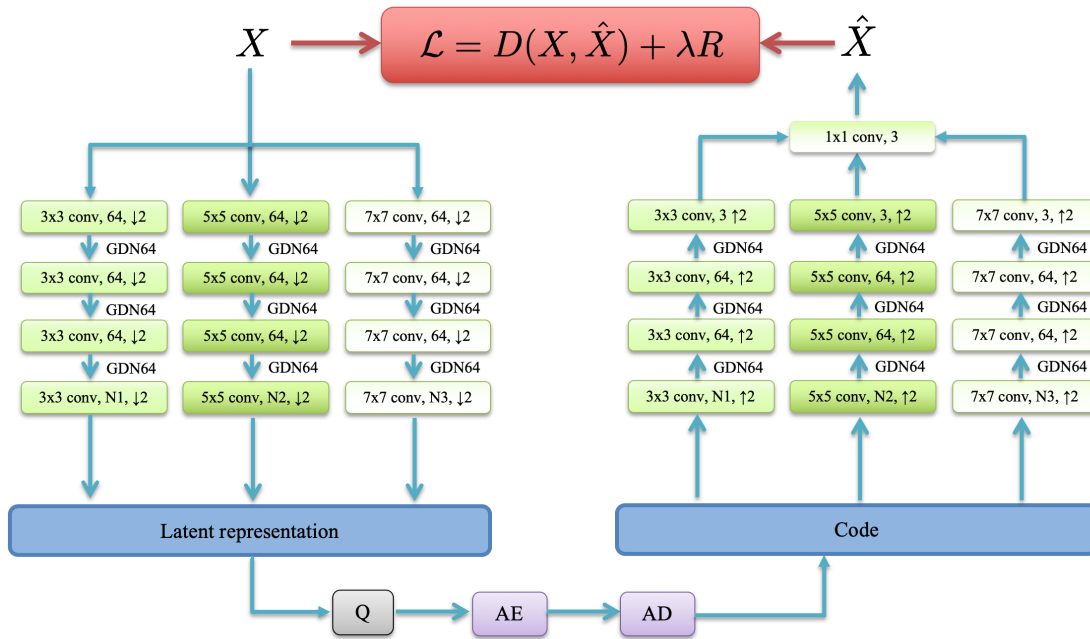 X
ℒ = D(X, X̂) + λR
X̂
1x1 conv, 3
3x3 conv, 64, ↓2
5x5 conv, 64, ↓2
7x7 conv, 64, ↓2
GDN64
GDN64
GDN64
3x3 conv, 64, ↓2
5x5 conv, 64, ↓2
7x7 conv, 64, ↓2
GDN64
GDN64
GDN64
3x3 conv, 64, ↓2
5x5 conv, 64, ↓2
7x7 conv, 64, ↓2
GDN64
GDN64
GDN64
3x3 conv, N1, ↓2
5x5 conv, N2, ↓2
7x7 conv, N3, ↓2
Latent representation
3x3 conv, 3 ↑2
5x5 conv, 3, ↑2
7x7 conv, 3, ↑2
GDN64
GDN64
GDN64
3x3 conv, 64, ↑2
5x5 conv, 64, ↑2
7x7 conv, 64, ↑2
GDN64
GDN64
GDN64
3x3 conv, 64, ↑2
5x5 conv, 64, ↑2
7x7 conv, 64, ↑2
GDN64
GDN64
GDN64
3x3 conv, N1, ↑2
5x5 conv, N2, ↑2
7x7 conv, N3, ↑2
Code
Q
AE
AD